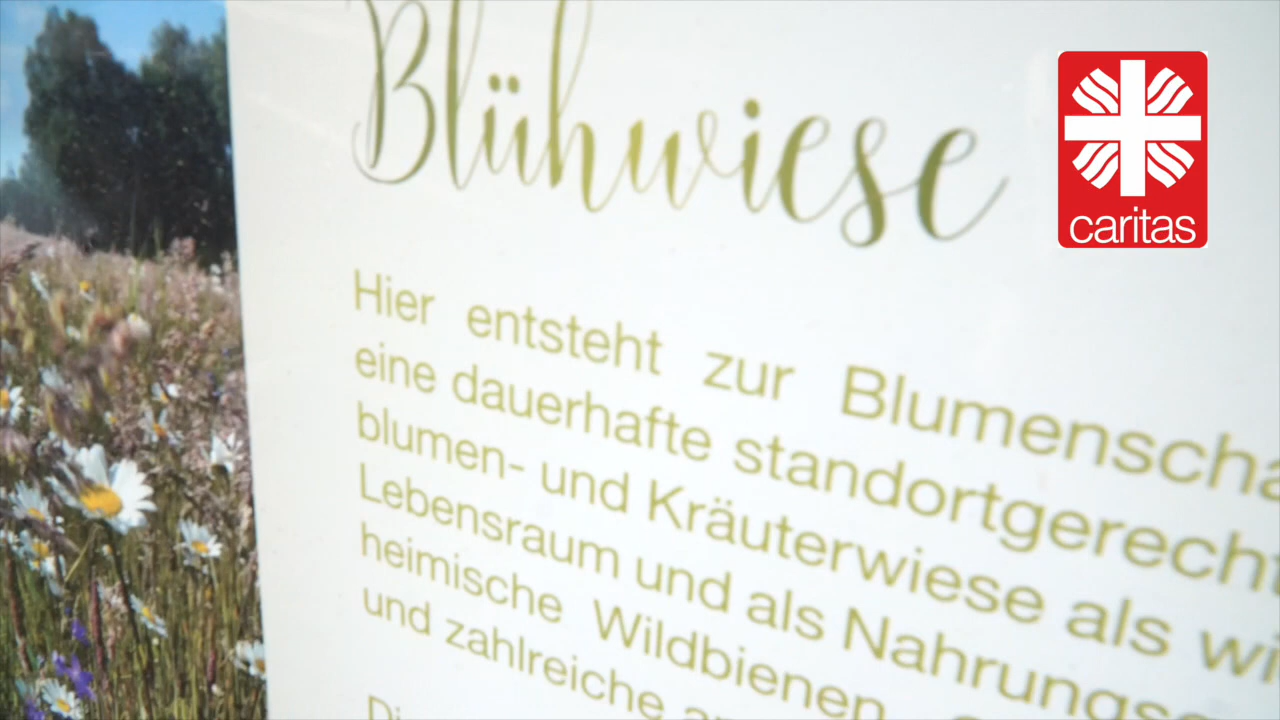 Blühwiese
caritas
Hier entsteht zur Blumenscha
eine dauerhafte standortgerecht
blumen- und Kräuterwiese als wi
Lebensraum und als Nahrungs
heimische Wildbienen
und zahlreiche